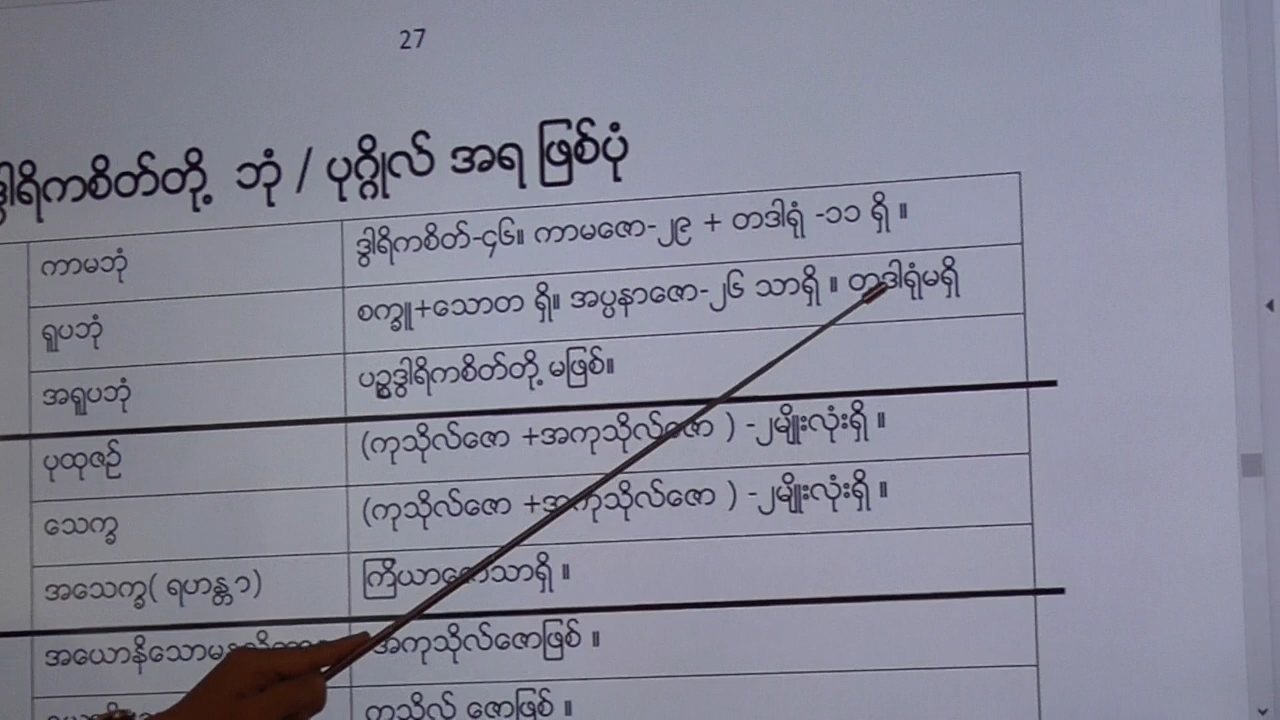 27
ဒွါရိကစိတ်တို့ ဘုံ / ပုဂ္ဂိုလ် အရ ဖြစ်ပုံ
ကာမဘုံ ဒွါရိကစိတ်-၄၆။ ကာမဇော-၂၉ + တဒါရုံ -၁၁ ရှိ ။
ရူပဘုံ စက္ခု+သောတ ရှိ။ အပ္ပနာဇော-၂၆ သာရှိ ။ တဒါရုံမရှိ
အရူပဘုံ ပဉ္စဒွါရိကစိတ်တို့ မဖြစ်။
ပုထုဇဉ် (ကုသိုလ်ဇော +အကုသိုလ်ဇော ) -၂မျိုးလုံးရှိ ။
သေက္ခ (ကုသိုလ်ဇော +အကုသိုလ်ဇော ) -၂မျိုးလုံးရှိ ။
အသေက္ခ( ရဟန္တာ) ကြိယာဇောသာရှိ ။
အကုသိုလ်ဇောဖြစ် ။
ကုသိုလ် ဇောဖြစ် ။